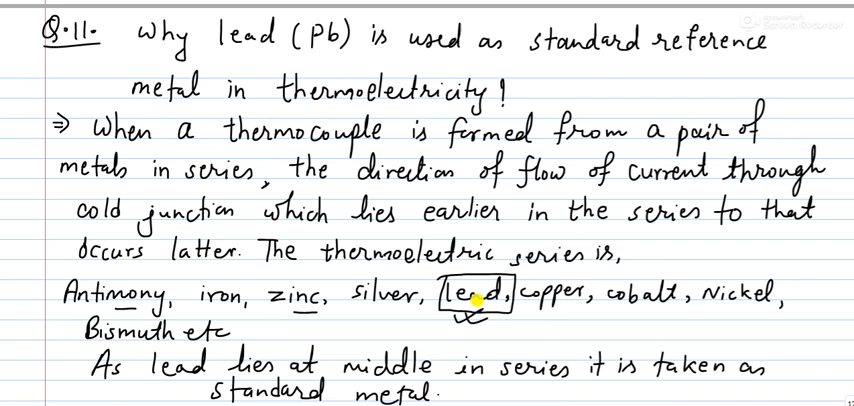 Q.11. Why lead (Pb) is used as standard reference
metal in thermoelectricity!
⇒ When a thermocouple is formed from a pair of
metals in series, the direction of flow of current through
cold junction which lies earlier in the series to that
occurs latter. The thermoelectric series is,
Antimony, iron, zinc, silver, lead, copper, cobalt, Nickel,
Bismuth etc
As lead lies at middle in series it is taken as
standard metal.